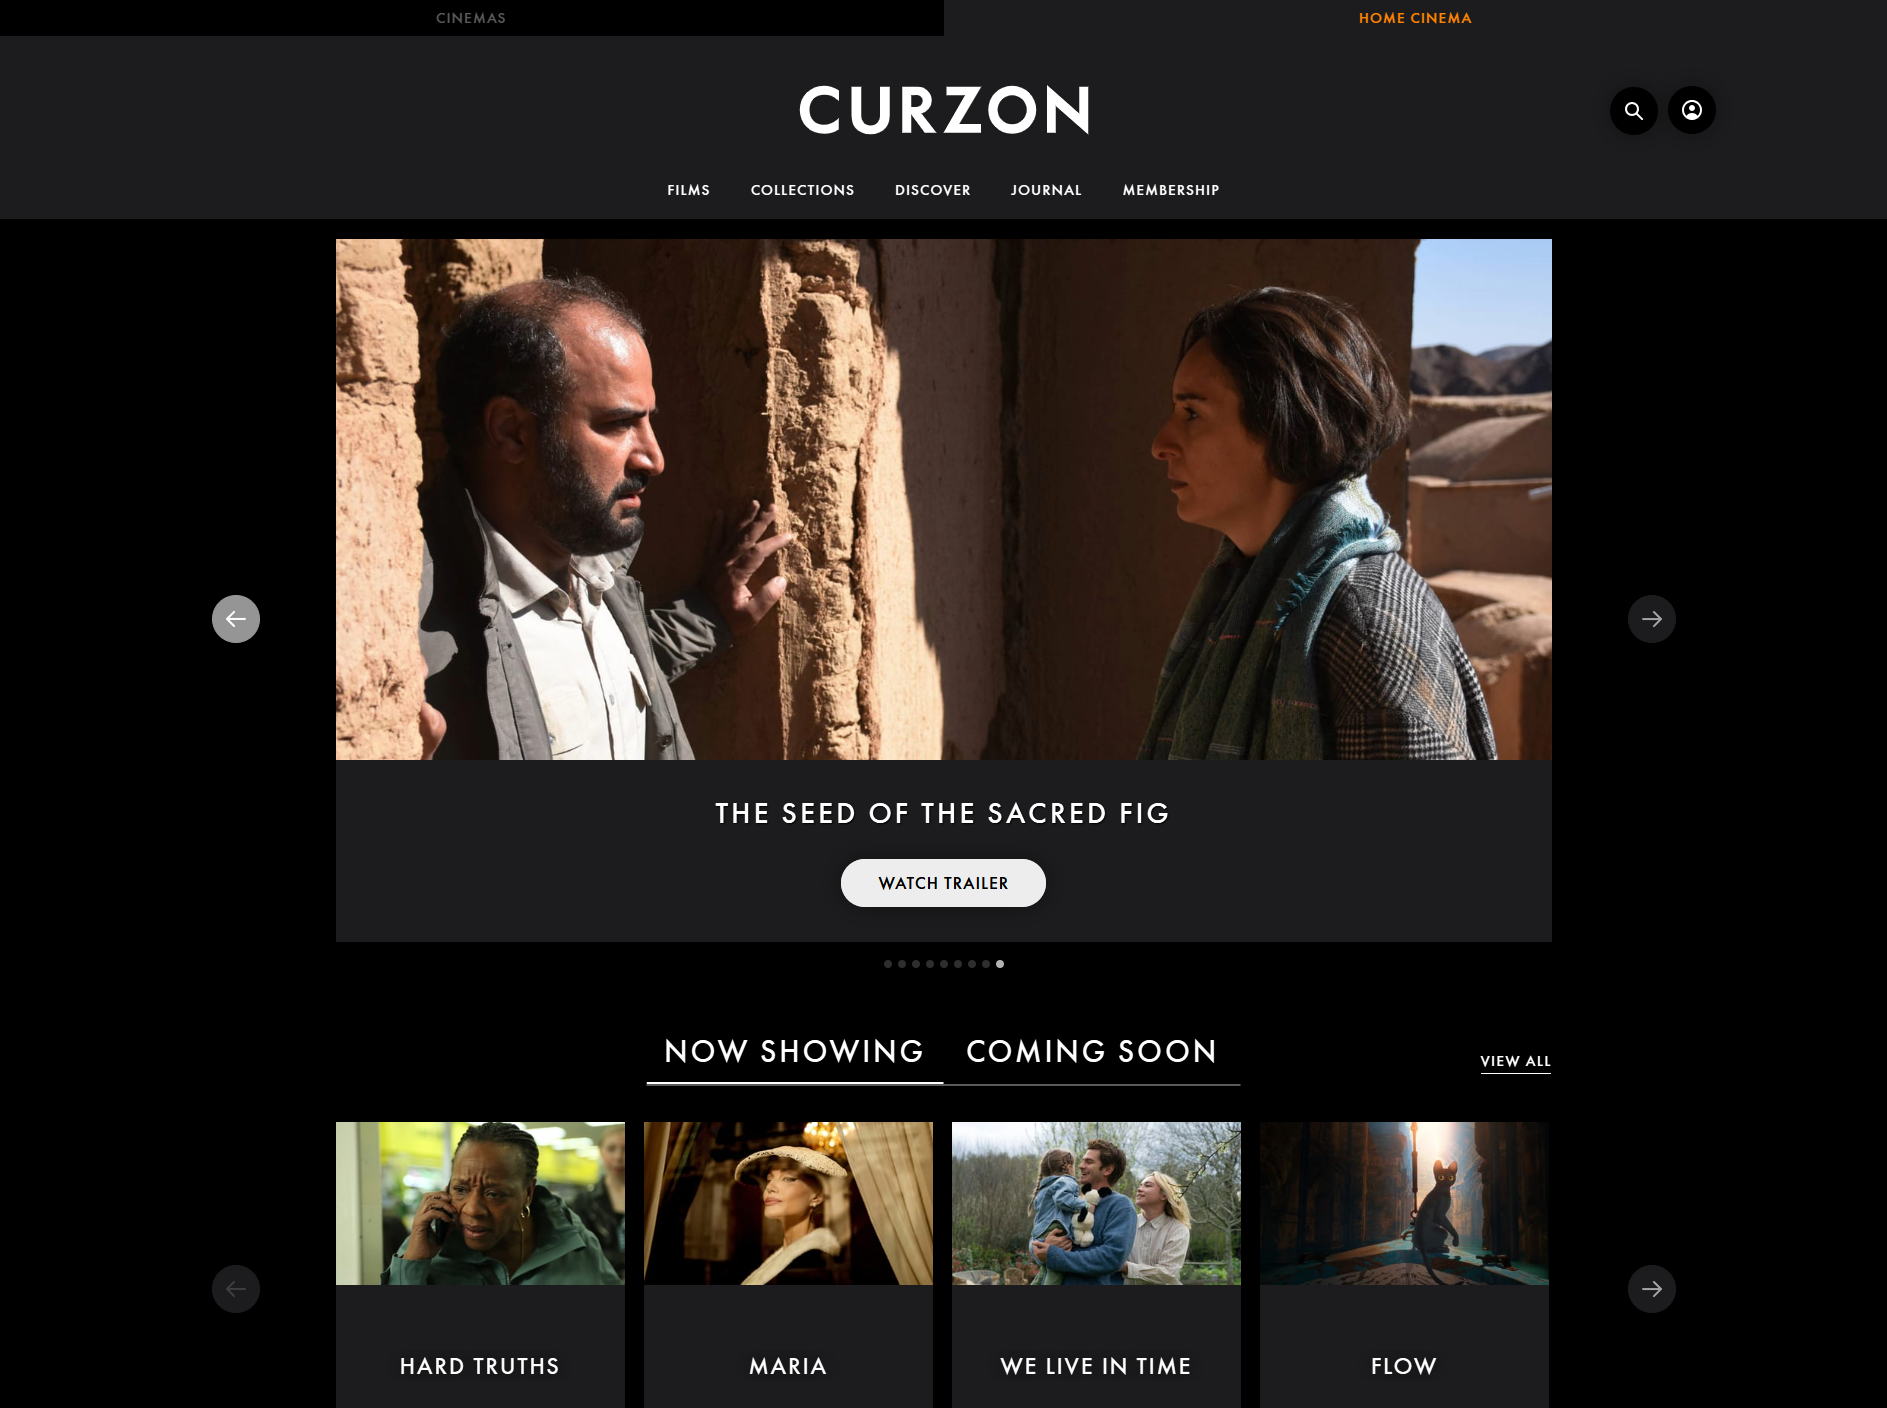 CINEMAS
HOME CINEMA
CURZON
FILMS
COLLECTIONS
DISCOVER
JOURNAL
MEMBERSHIP
THE SEED OF THE SACRED FIG
WATCH TRAILER
NOW SHOWING
COMING SOON
VIEW ALL
HARD TRUTHS
MARIA
WE LIVE IN TIME
FLOW